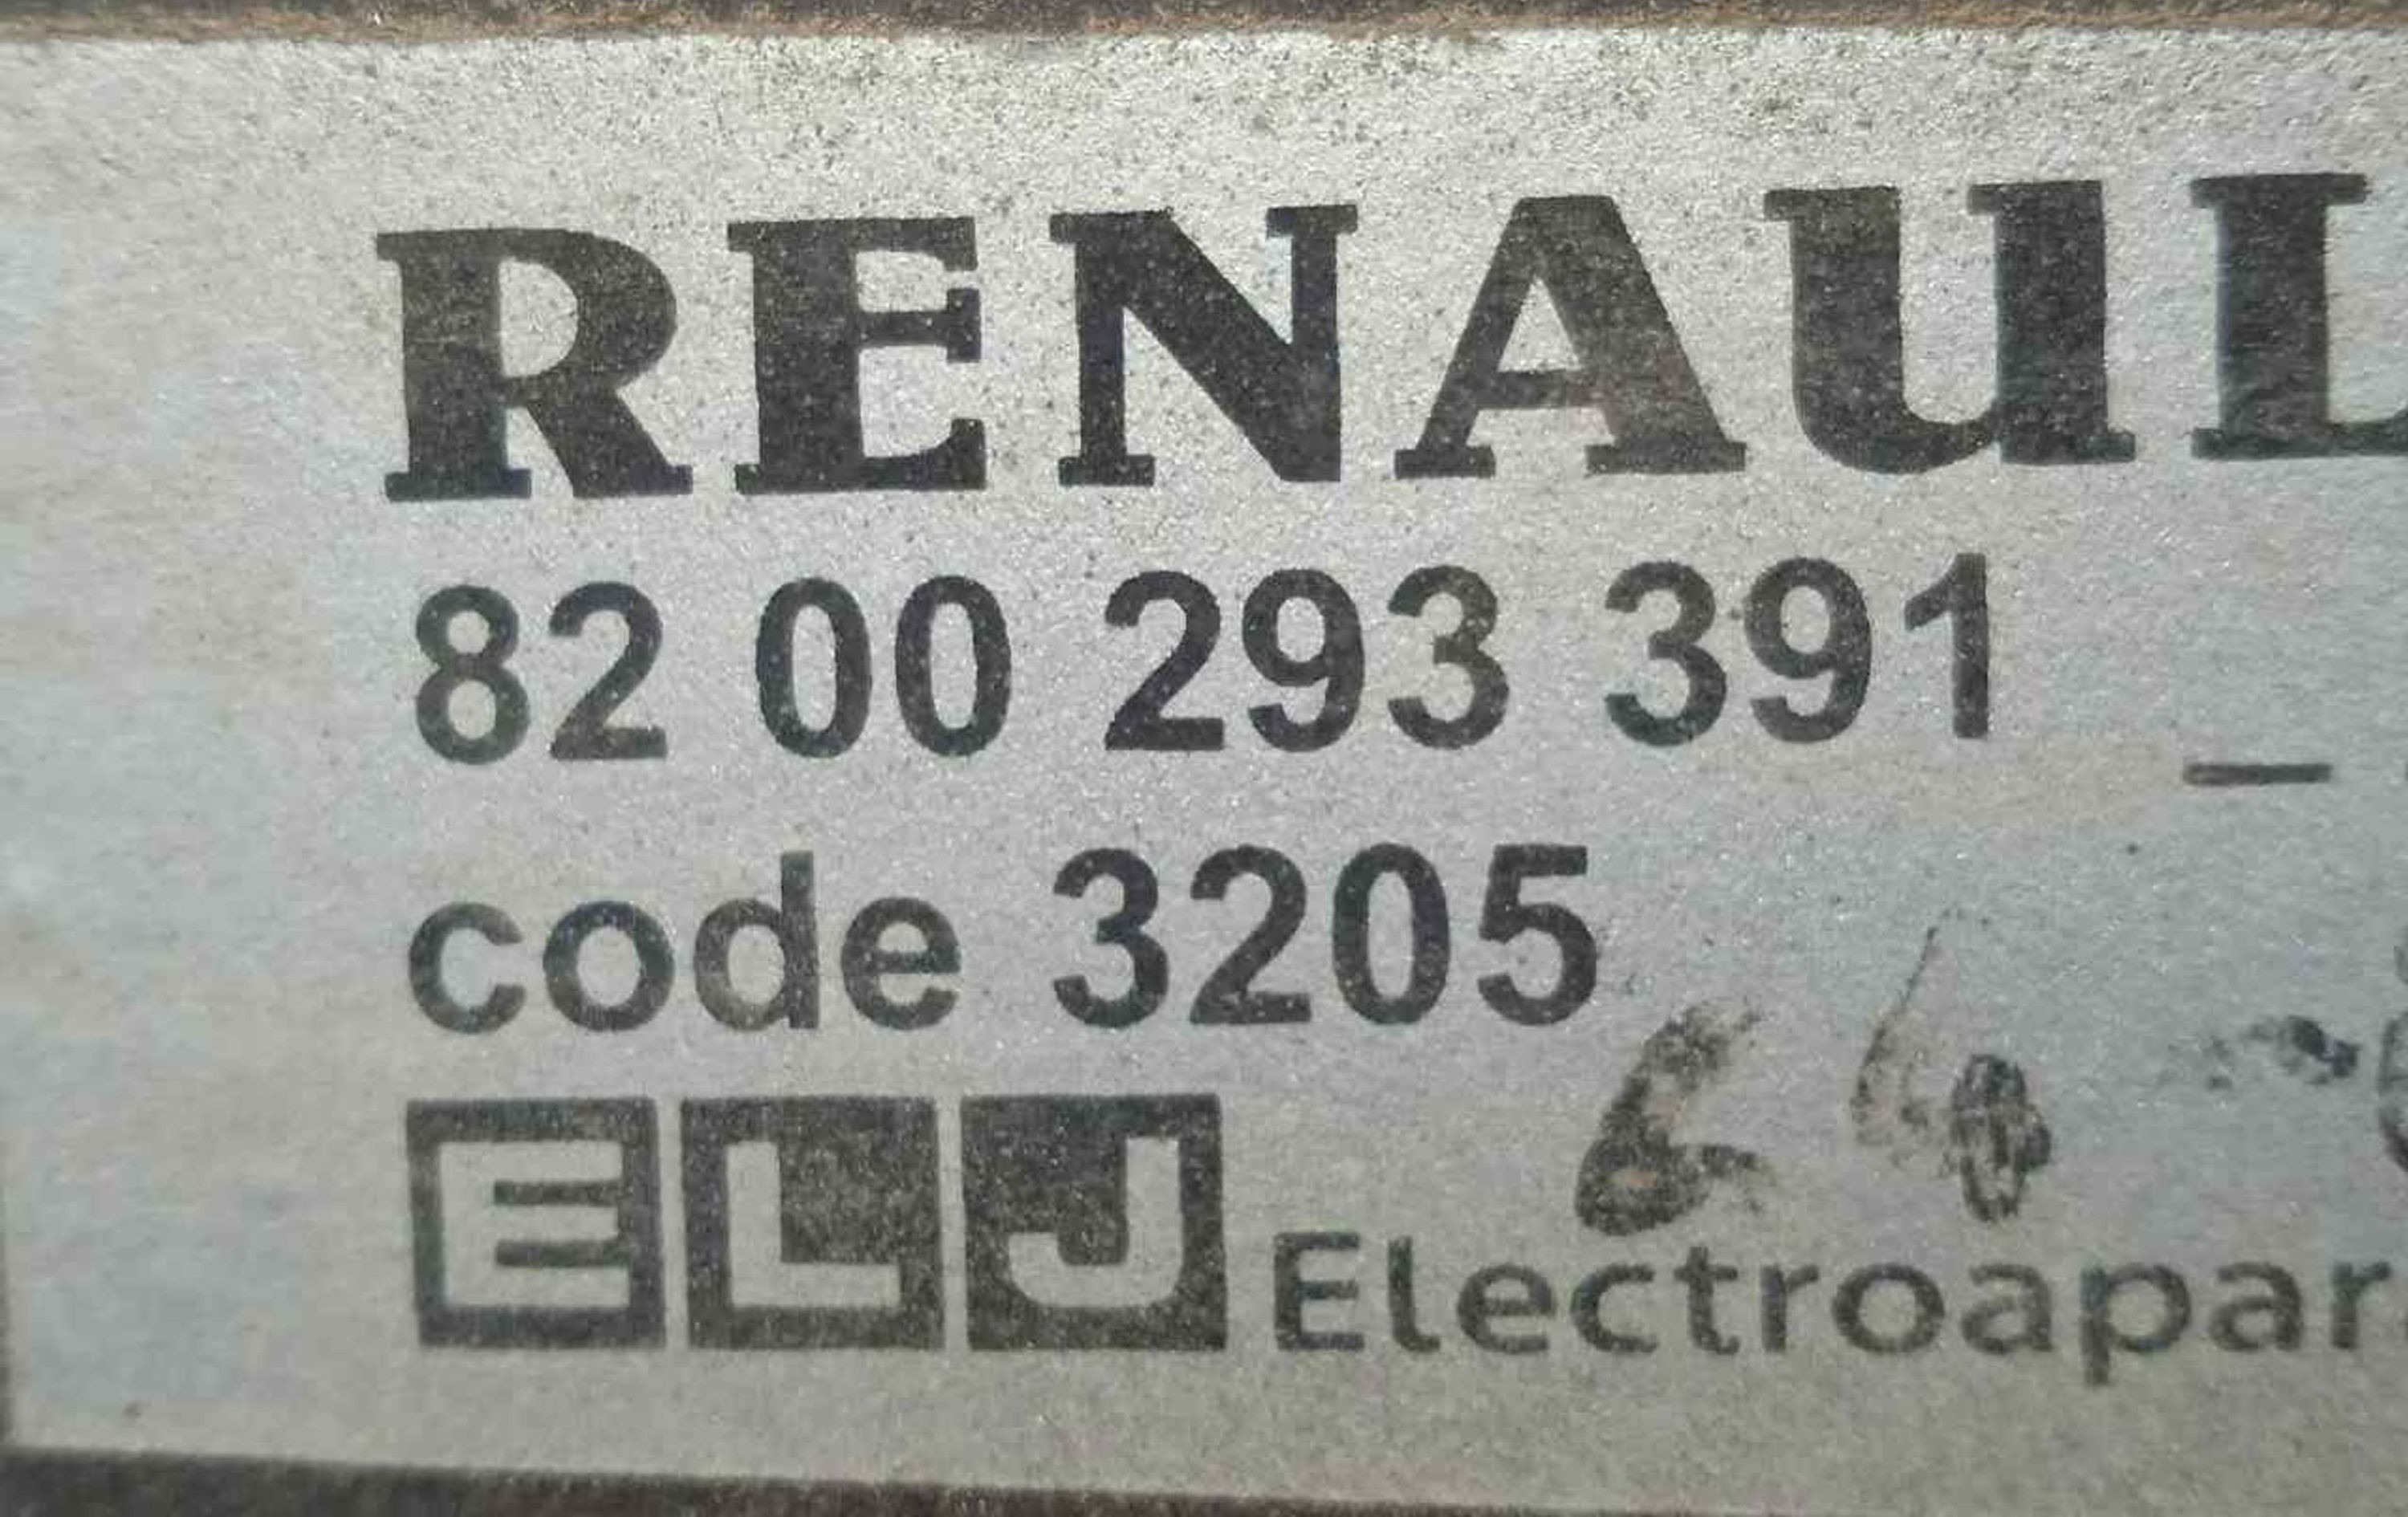 RENAUL
82 00 293 391 _
code 3205
ELJ Electroapar